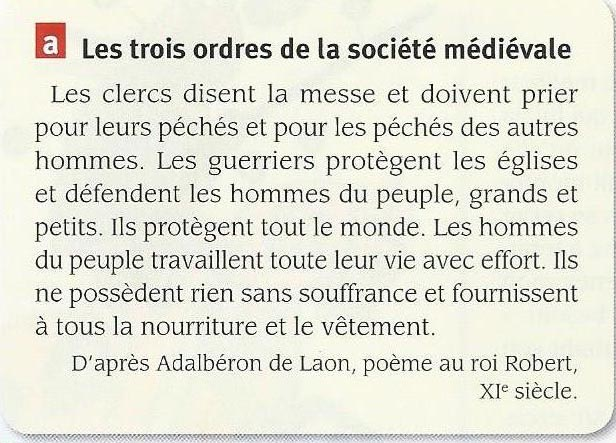 a Les trois ordres de la société médiévale
Les clercs disent la messe et doivent prier
pour leurs péchés et pour les péchés des autres
hommes. Les guerriers protègent les églises
et défendent les hommes du peuple, grands et
petits. Ils protègent tout le monde. Les hommes
du peuple travaillent toute leur vie avec effort. Ils
ne possèdent rien sans souffrance et fournissent
à tous la nourriture et le vêtement.
D'après Adalbéron de Laon, poème au roi Robert,
XIe siècle.